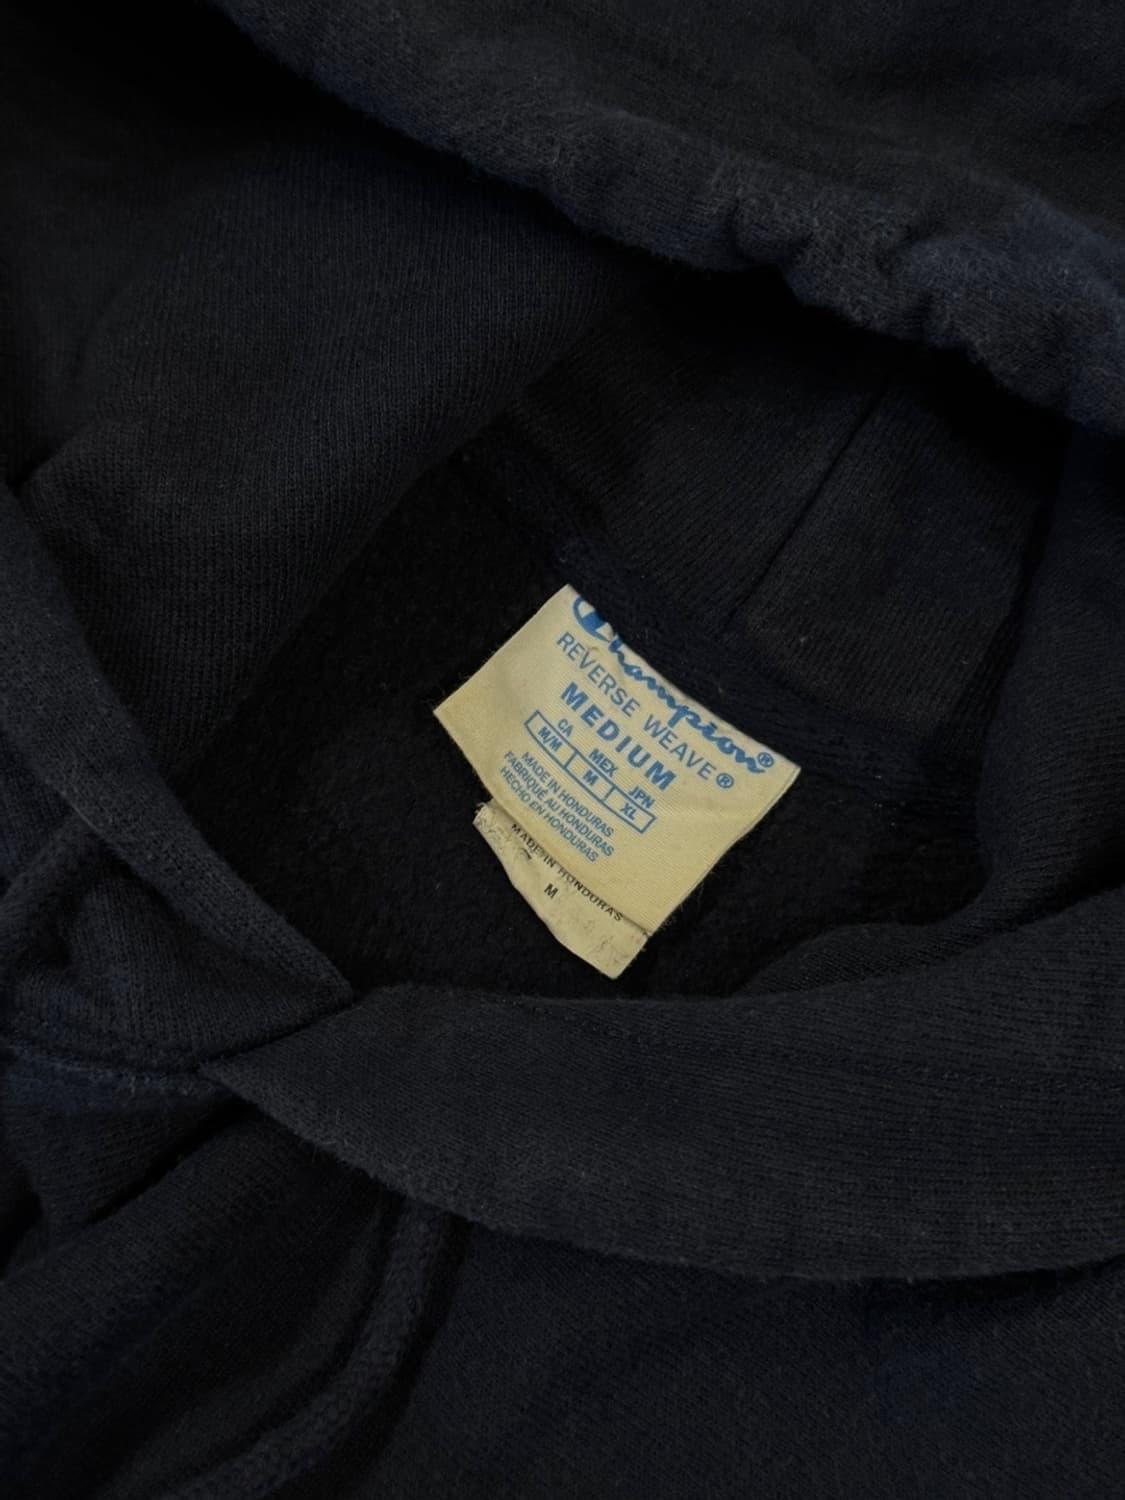 Champion®
REVERSE WEAVE®
MEDIUM
CA MEX JPN
M/M M XL
MADE IN HONDURAS
FABRIQUÉ AU HONDURAS
HECHO EN HONDURAS
MADE IN HONDURAS
M